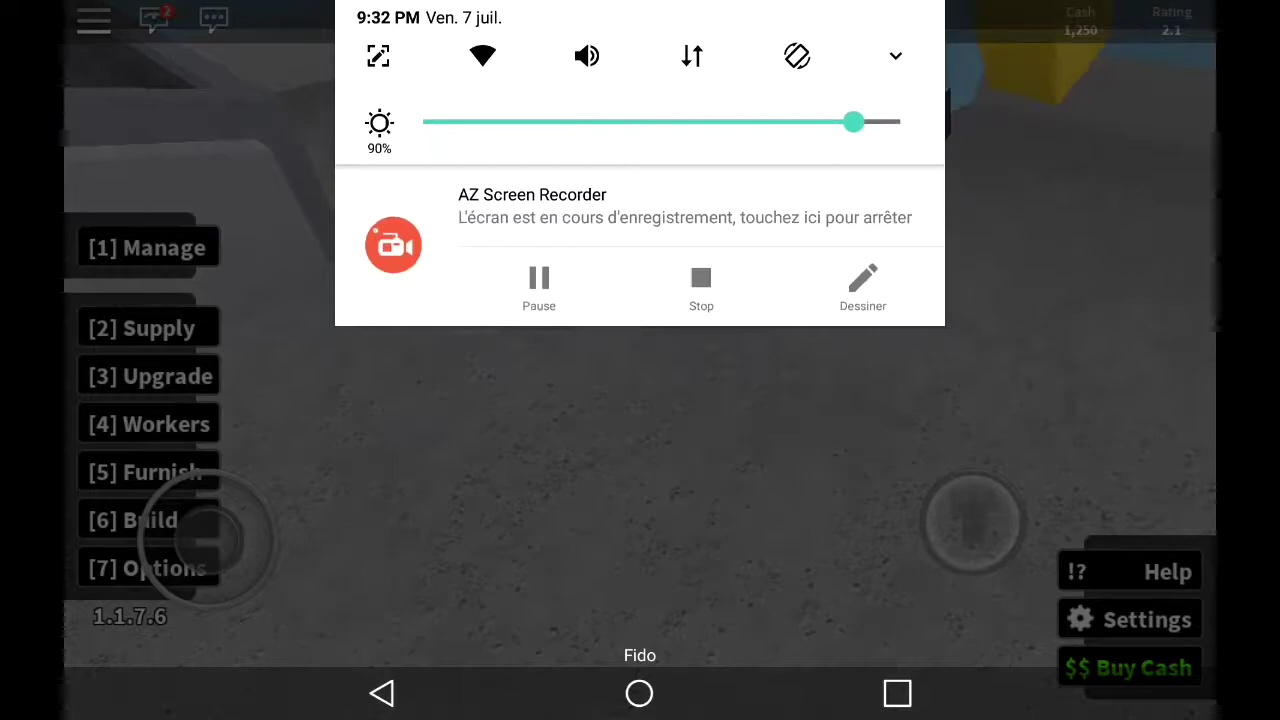 9:32 PM Ven. 7 juil.
2
Cash
1,250
Rating
2.1
90%
AZ Screen Recorder
L'écran est en cours d'enregistrement, touchez ici pour arrêter
Pause
Stop
Dessiner
[1] Manage
[2] Supply
[3] Upgrade
[4] Workers
[5] Furnish
[6] Build
[7] Options
1.1.7.6
!? Help
Settings
$$ Buy Cash
Fido